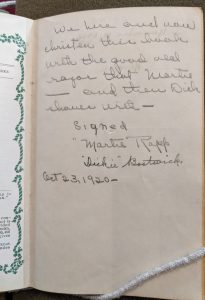 We here and now
christen this book
with the good
razor that Martie
— and then Dick
shaves with —
Signed
"Martie Rapp
"Dickie" Bostwick.
Oct 23, 1920 —